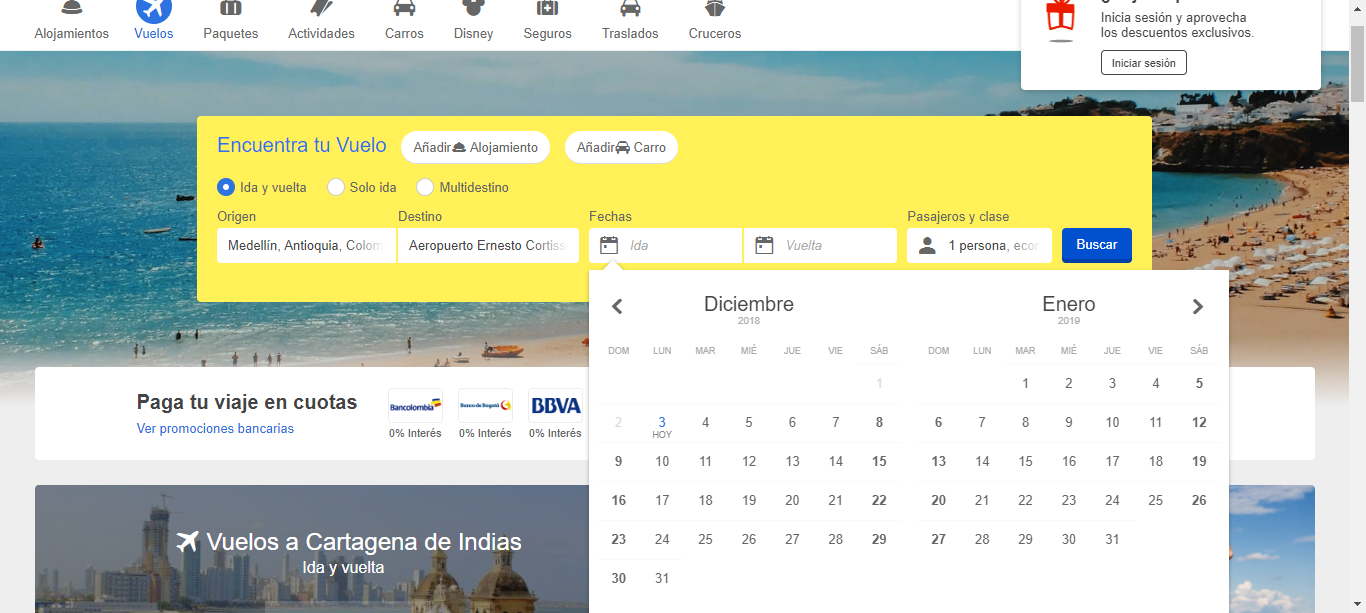 Alojamientos Vuelos Paquetes Actividades Carros Disney Seguros Traslados Cruceros
Inicia sesión y aprovecha
los descuentos exclusivos.
Iniciar sesión
Encuentra tu Vuelo Añadir Alojamiento Añadir Carro
Ida y vuelta Solo ida Multidestino
Origen Destino Fechas Pasajeros y clase
Medellín, Antioquia, Colom Aeropuerto Ernesto Cortiss Ida Vuelta 1 persona, econ Buscar
Paga tu viaje en cuotas
Ver promociones bancarias
Bancolombia Banco de Bogotá BBVA
0% Interés 0% Interés 0% Interés
Vuelos a Cartagena de Indias
Ida y vuelta
Diciembre
2018
DOM LUN MAR MIÉ JUE VIE SÁB
1
2 3 4 5 6 7 8
HOY
9 10 11 12 13 14 15
16 17 18 19 20 21 22
23 24 25 26 27 28 29
30 31
Enero
2019
DOM LUN MAR MIÉ JUE VIE SÁB
1 2 3 4 5
6 7 8 9 10 11 12
13 14 15 16 17 18 19
20 21 22 23 24 25 26
27 28 29 30 31